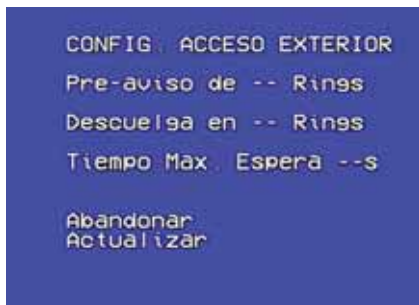 CONFIG. ACCESO EXTERIOR
Pre-aviso de -- Rings
Descuelga en -- Rings
Tiempo Max. Espera --s
Abandonar
Actualizar